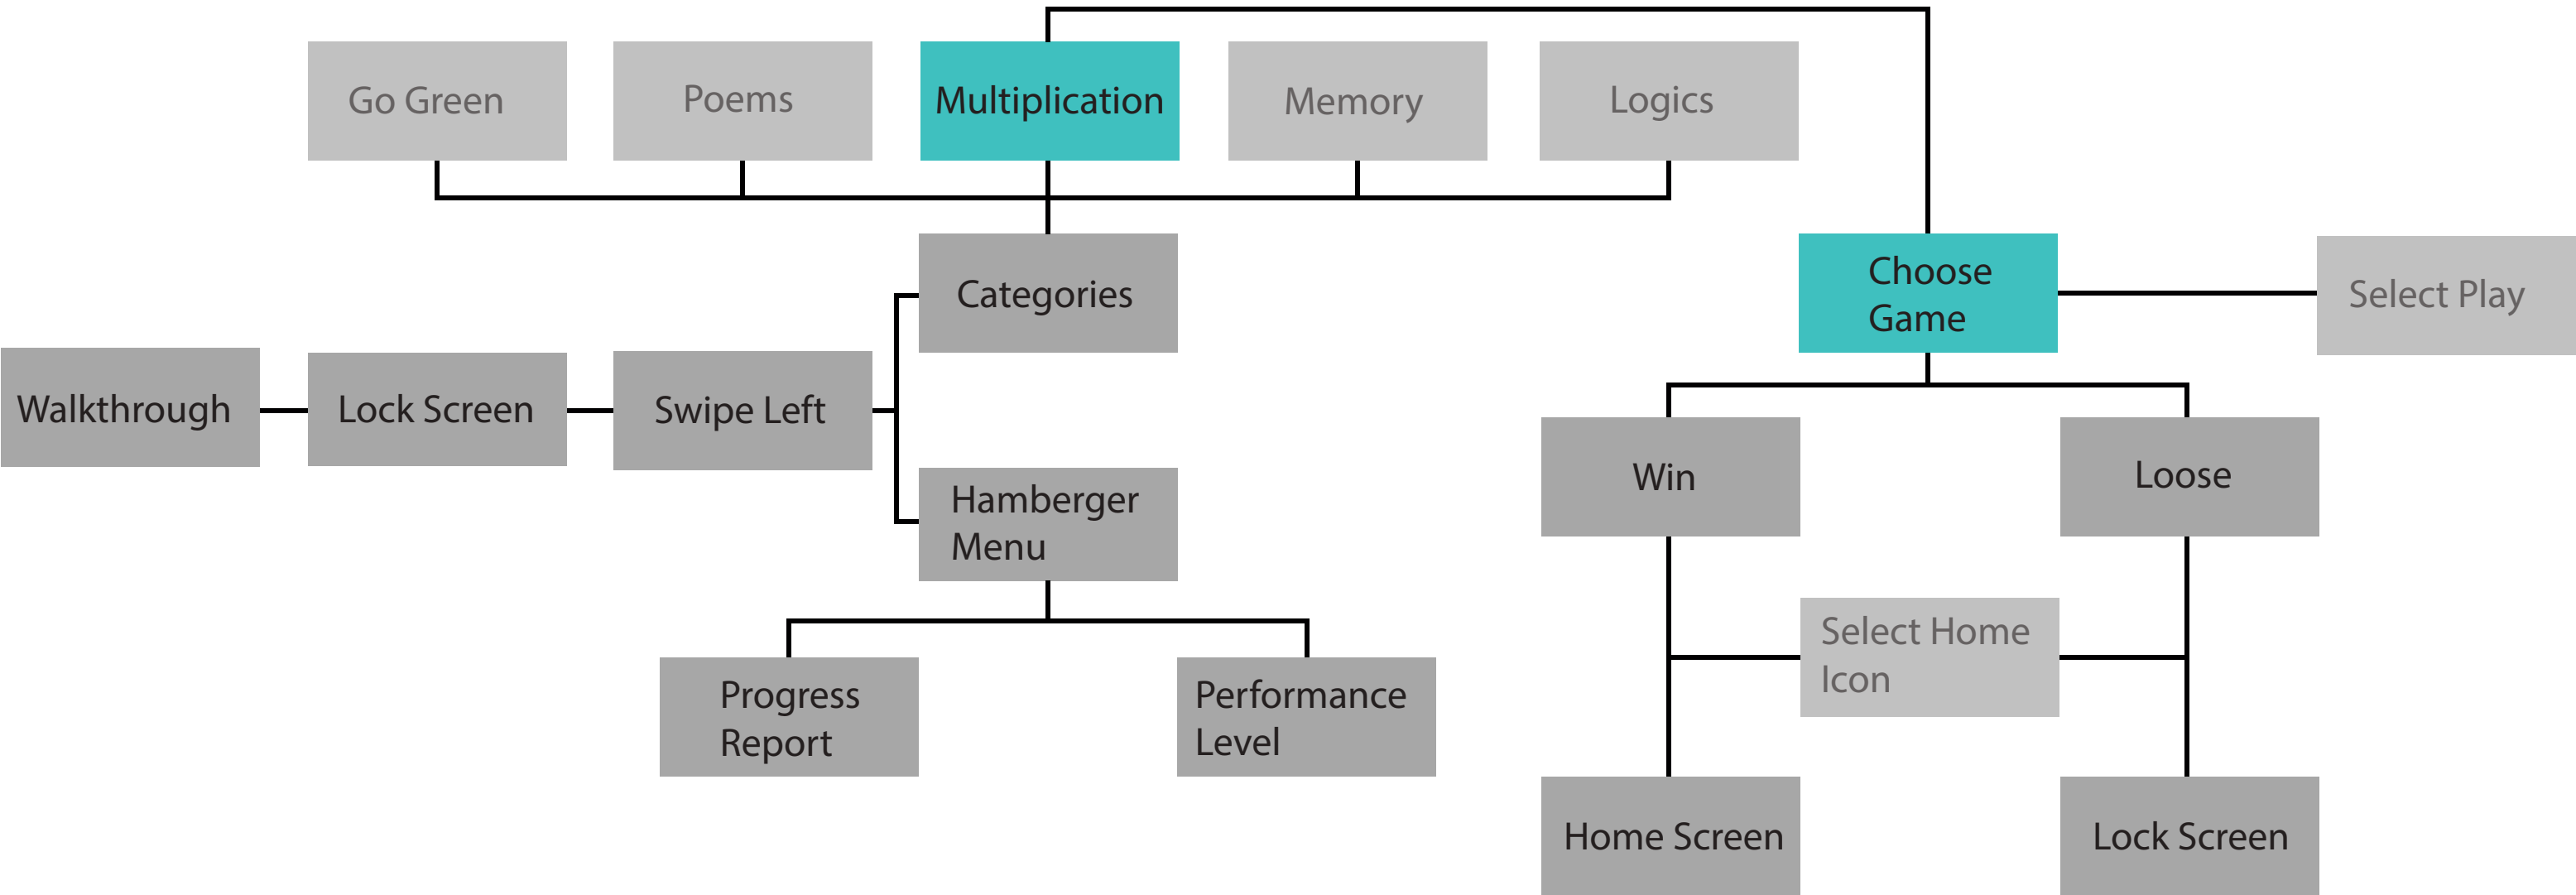 Go Green
Poems
Multiplication
Memory
Logics
Categories
Choose
Game
Select Play
Walkthrough
Lock Screen
Swipe Left
Hamberger
Menu
Win
Loose
Select Home
Icon
Progress
Report
Performance
Level
Home Screen
Lock Screen